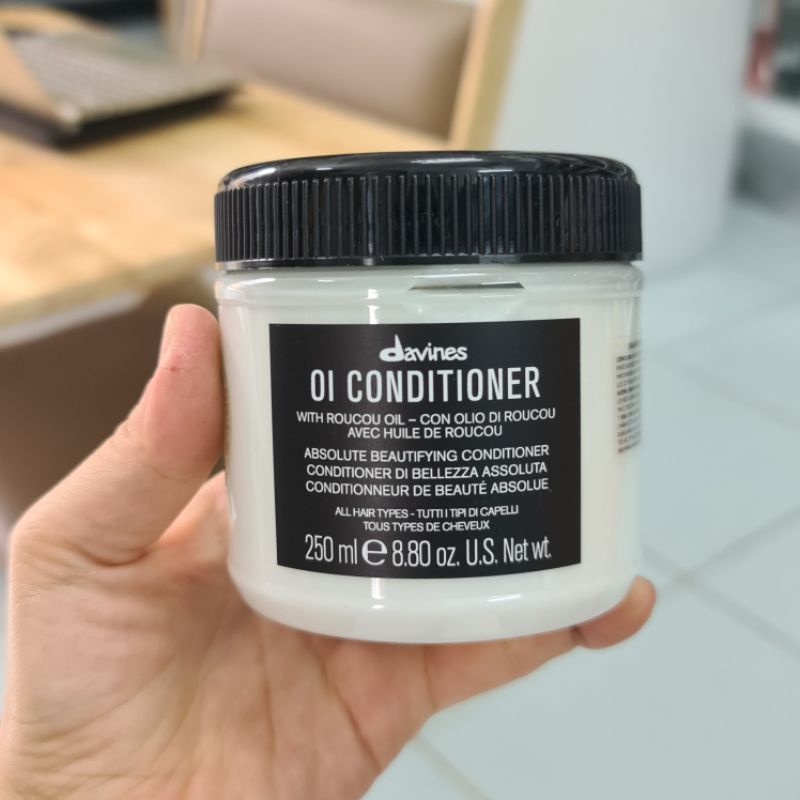 davines
OI CONDITIONER
WITH ROUCOU OIL – CON OLIO DI ROUCOU
AVEC HUILE DE ROUCOU
ABSOLUTE BEAUTIFYING CONDITIONER
CONDITIONER DI BELLEZZA ASSOLUTA
CONDITIONNEUR DE BEAUTÉ ABSOLUE
ALL HAIR TYPES - TUTTI I TIPI DI CAPELLI
TOUS TYPES DE CHEVEUX
250 ml e 8.80 oz. U.S. Net wt.